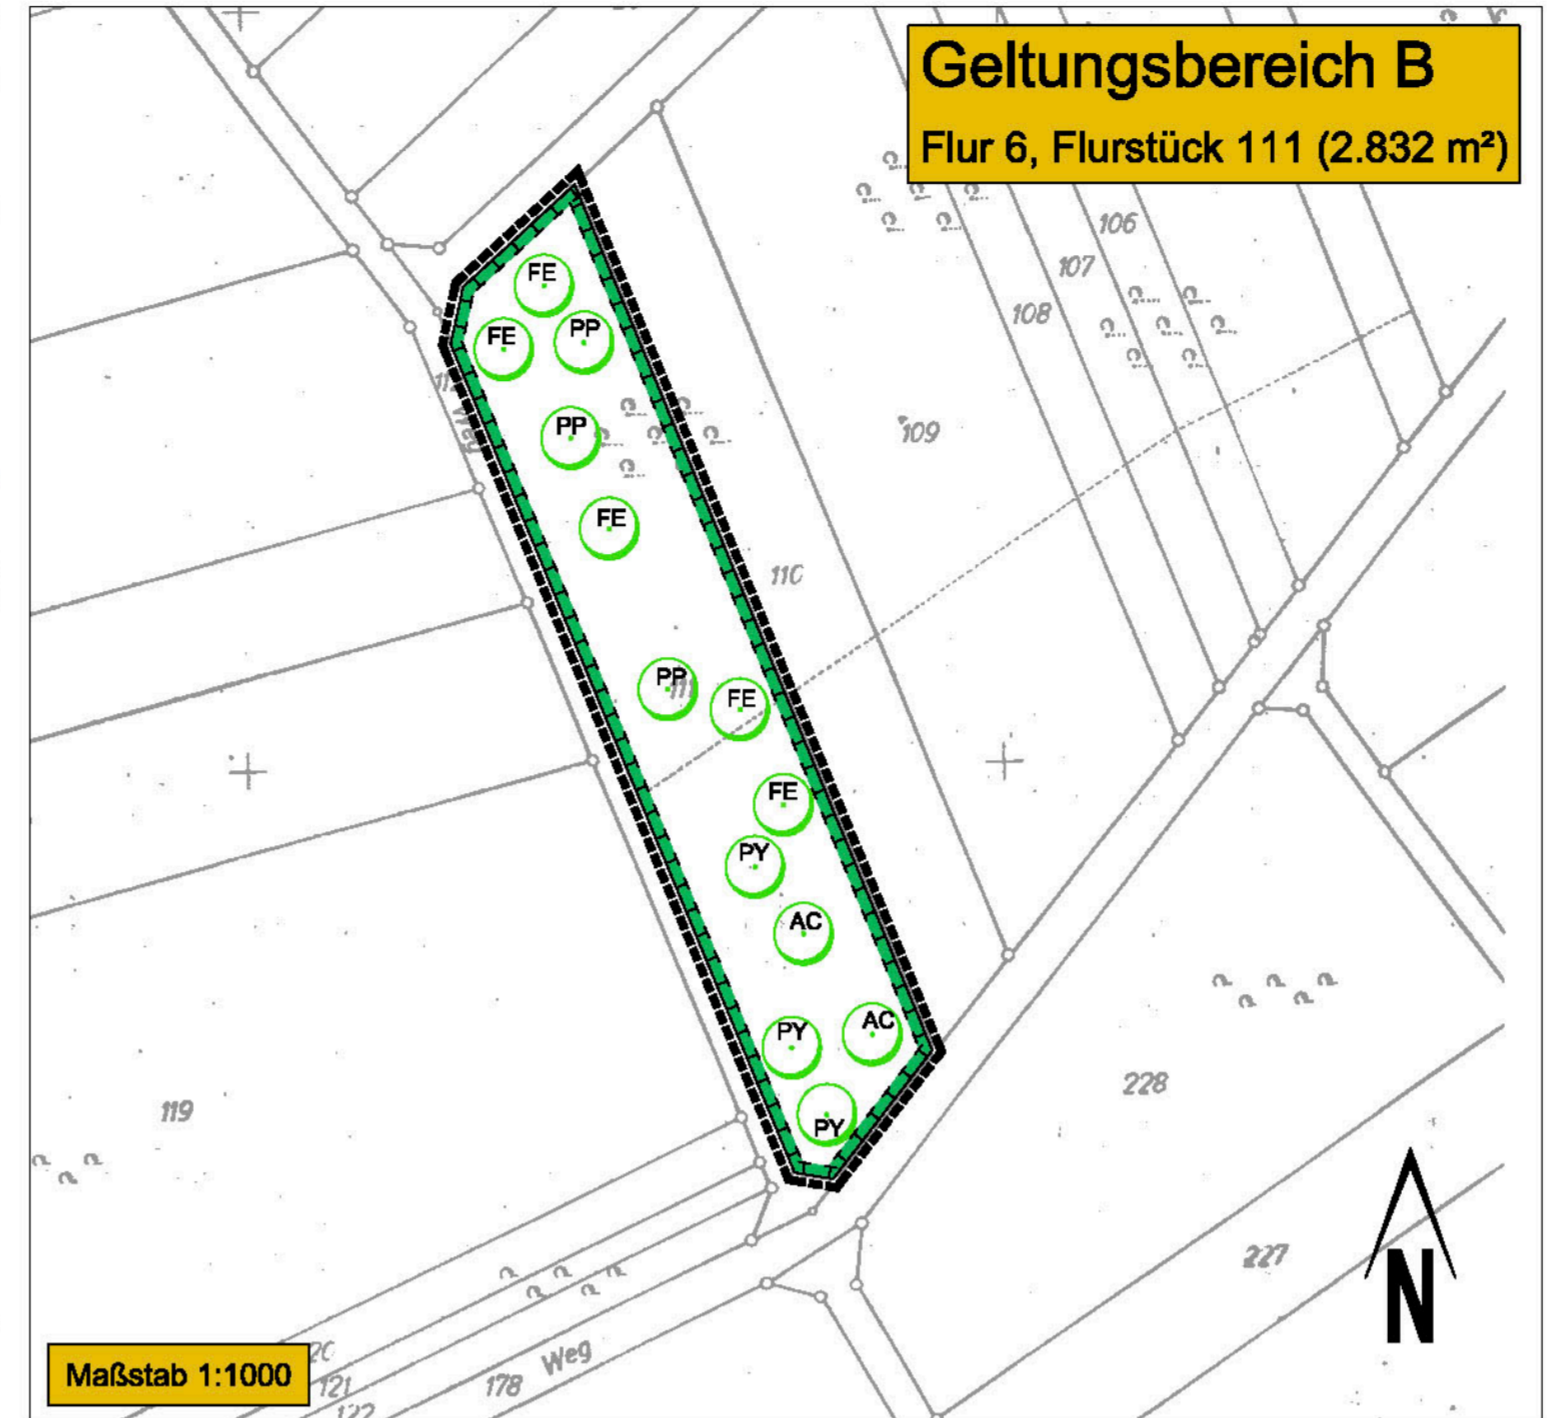 Geltungsbereich B
Flur 6, Flurstück 111 (2.832 m²)
106
107
108
FE
FE
PP
PP
109
FE
110
PP
FE
FE
PY
AC
AC
PY
PY
228
119
227
N
Maßstab 1:1000
121
178
Weg
122